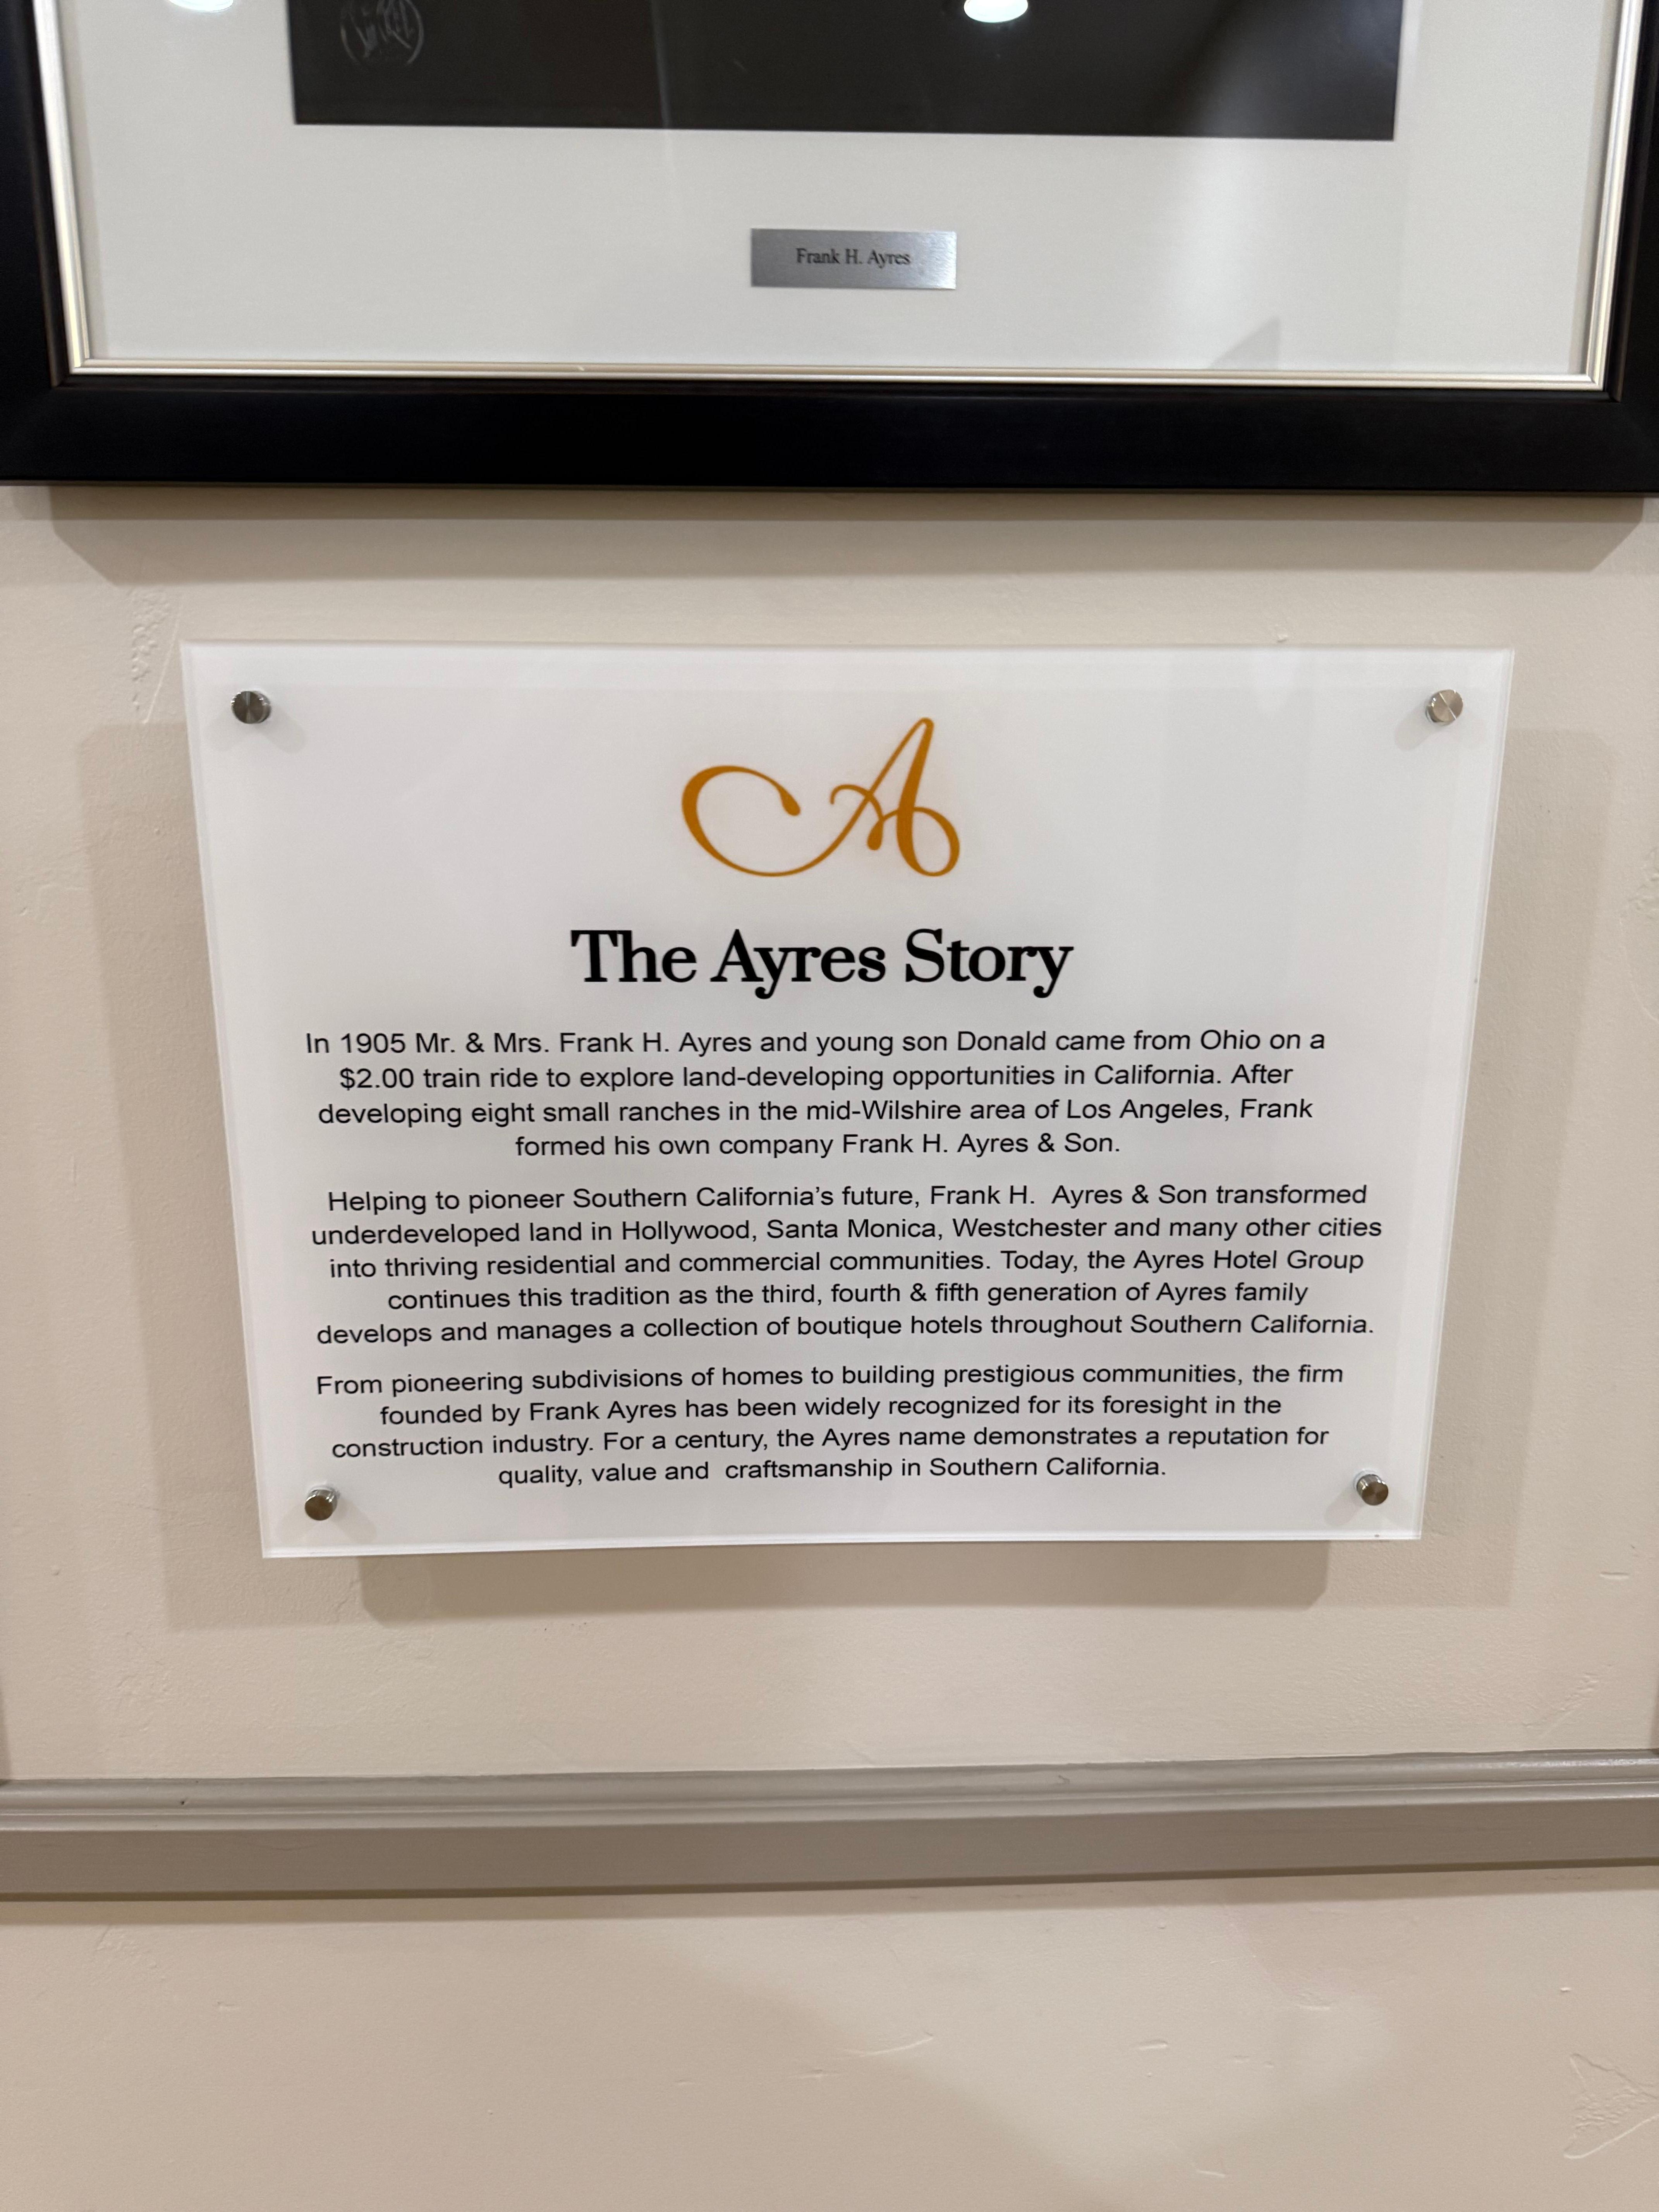 Frank H. Ayres
A
The Ayres Story
In 1905 Mr. & Mrs. Frank H. Ayres and young son Donald came from Ohio on a
$2.00 train ride to explore land-developing opportunities in California. After
developing eight small ranches in the mid-Wilshire area of Los Angeles, Frank
formed his own company Frank H. Ayres & Son.
Helping to pioneer Southern California’s future, Frank H.  Ayres & Son transformed
underdeveloped land in Hollywood, Santa Monica, Westchester and many other cities
into thriving residential and commercial communities. Today, the Ayres Hotel Group
continues this tradition as the third, fourth & fifth generation of Ayres family
develops and manages a collection of boutique hotels throughout Southern California.
From pioneering subdivisions of homes to building prestigious communities, the firm
founded by Frank Ayres has been widely recognized for its foresight in the
construction industry. For a century, the Ayres name demonstrates a reputation for
quality, value and  craftsmanship in Southern California.